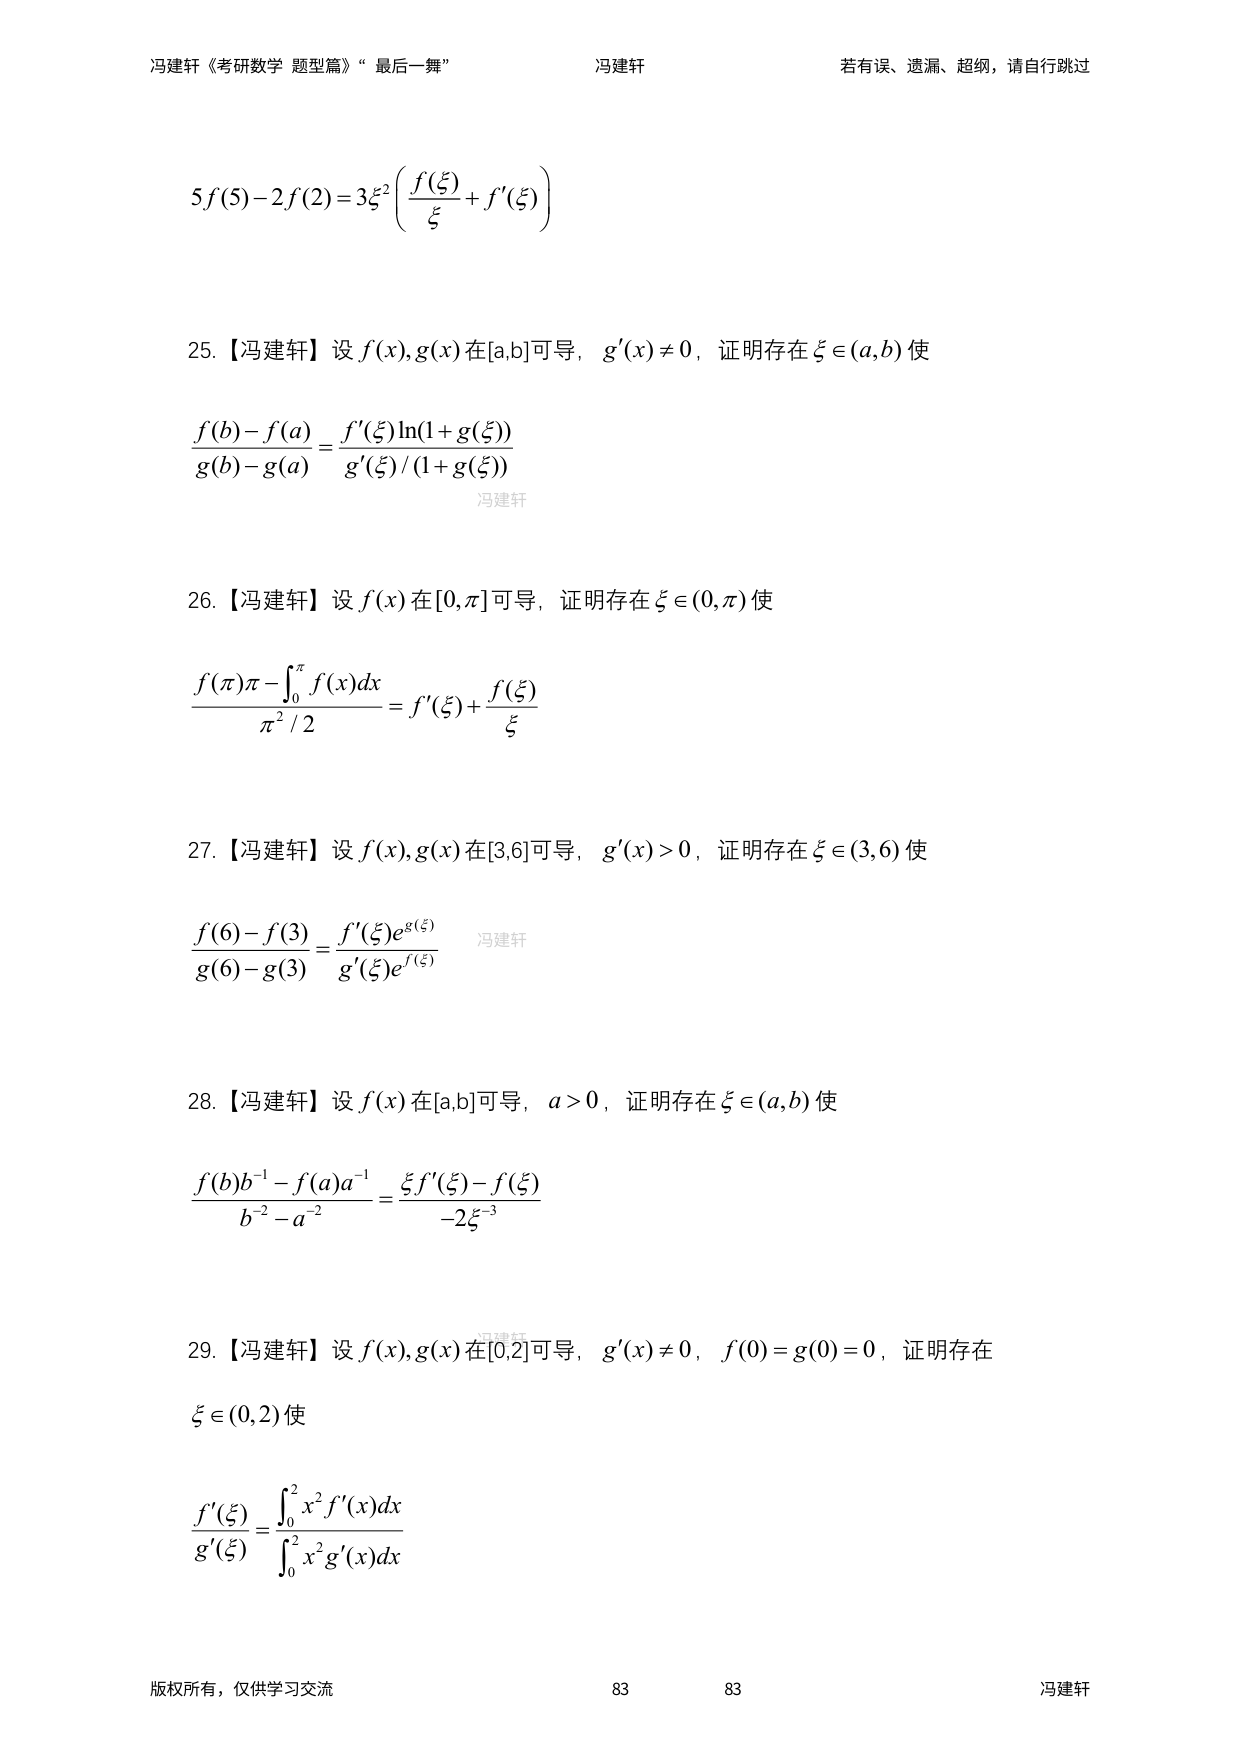 冯建轩《考研数学 题型篇》“ 最后一舞” 冯建轩 若有误、遗漏、超纲，请自行跳过
5f(5)−2f(2)=3ξ²(f(ξ)/ξ+f′(ξ))
25.【冯建轩】设 f(x),g(x) 在[a,b]可导， g′(x)≠0，证明存在 ξ∈(a,b) 使
(f(b)−f(a))/(g(b)−g(a))=(f′(ξ)ln(1+g(ξ)))/(g′(ξ)/(1+g(ξ)))
冯建轩
26.【冯建轩】设 f(x) 在[0,π]可导，证明存在 ξ∈(0,π) 使
(f(π)π−∫₀^π f(x)dx)/(π²/2)=f′(ξ)+f(ξ)/ξ
27.【冯建轩】设 f(x),g(x) 在[3,6]可导， g′(x)>0，证明存在 ξ∈(3,6) 使
(f(6)−f(3))/(g(6)−g(3))=(f′(ξ)e^{g(ξ)})/(g′(ξ)e^{f(ξ)})
冯建轩
28.【冯建轩】设 f(x) 在[a,b]可导， a>0，证明存在 ξ∈(a,b) 使
(f(b)b⁻¹−f(a)a⁻¹)/(b⁻²−a⁻²)=(ξf′(ξ)−f(ξ))/(−2ξ⁻³)
冯建轩
29.【冯建轩】设 f(x),g(x) 在[0,2]可导， g′(x)≠0， f(0)=g(0)=0，证明存在
ξ∈(0,2)使
f′(ξ)/g′(ξ)=(∫₀²x²f′(x)dx)/(∫₀²x²g′(x)dx)
版权所有，仅供学习交流 83 83 冯建轩